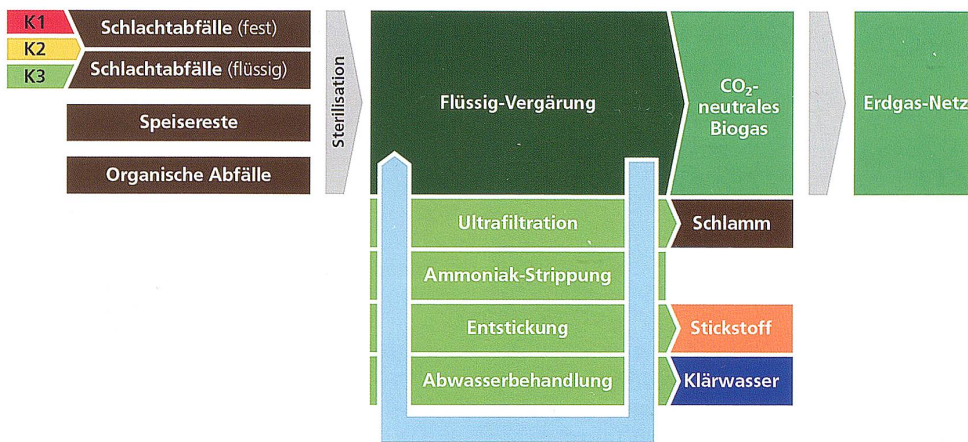 K1
K2
K3
Schlachtabfälle (fest)
Schlachtabfälle (flüssig)
Speisereste
Organische Abfälle
Sterilisation
Flüssig-Vergärung
CO₂-
neutrales
Biogas
Erdgas-Netz
Ultrafiltration
Schlamm
Ammoniak-Strippung
Entstickung
Stickstoff
Abwasserbehandlung
Klärwasser